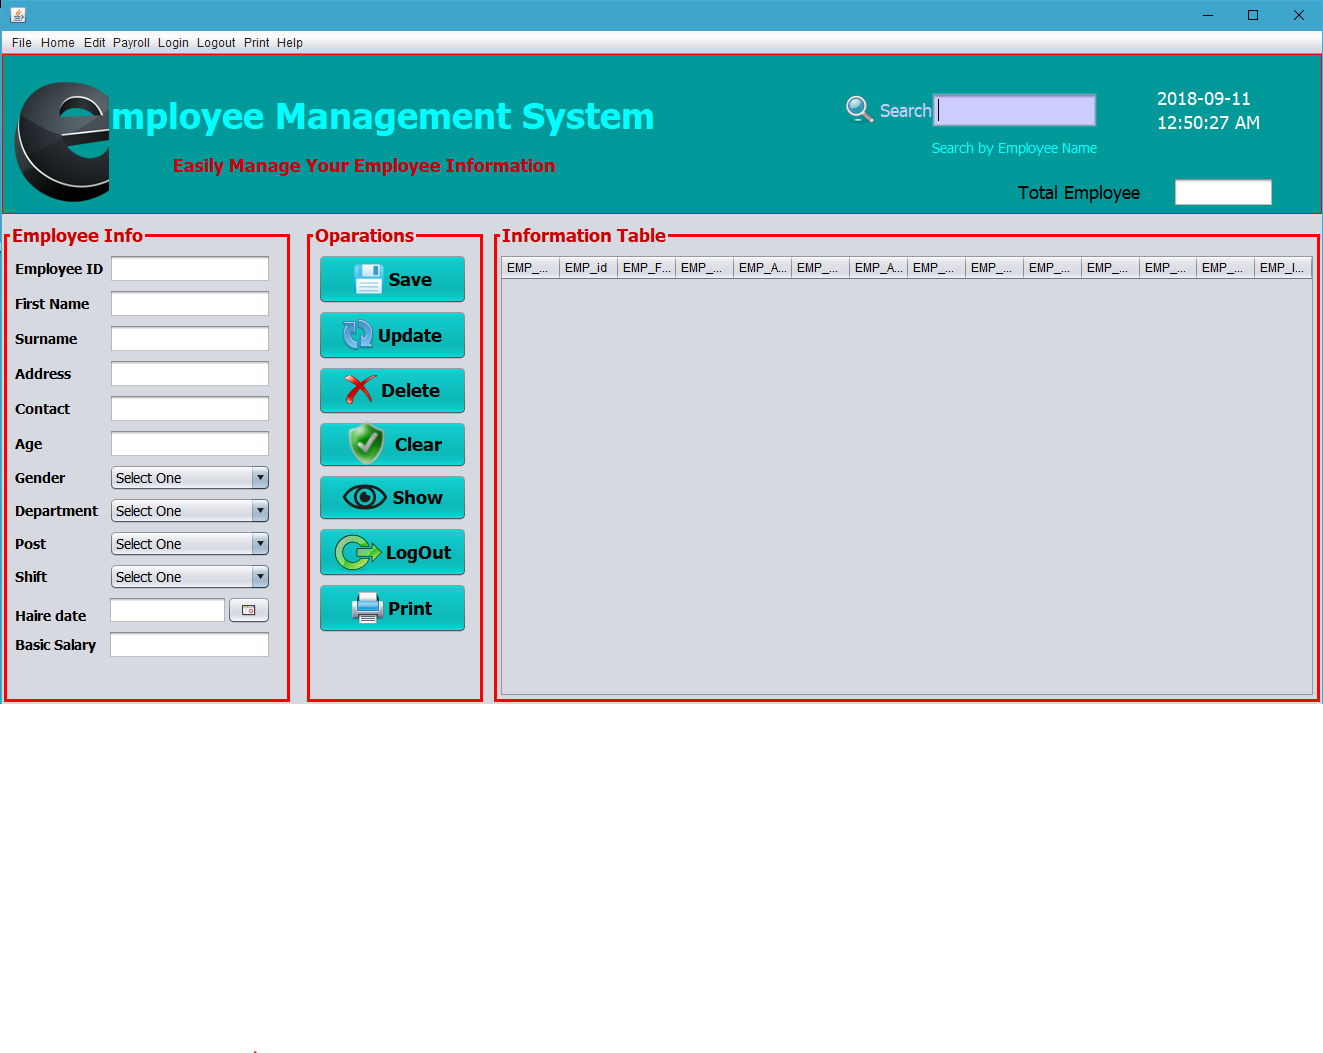 File Home Edit Payroll Login Logout Print Help
employee Management System
Easily Manage Your Employee Information
Search
Search by Employee Name
2018-09-11
12:50:27 AM
Total Employee
Employee Info
Employee ID
First Name
Surname
Address
Contact
Age
Gender Select One
Department Select One
Post Select One
Shift Select One
Haire date
Basic Salary
Oparations
Save
Update
Delete
Clear
Show
LogOut
Print
Information Table
EMP_... EMP_id EMP_F... EMP_... EMP_A... EMP_... EMP_A... EMP_... EMP_... EMP_... EMP_... EMP_... EMP_... EMP_I...